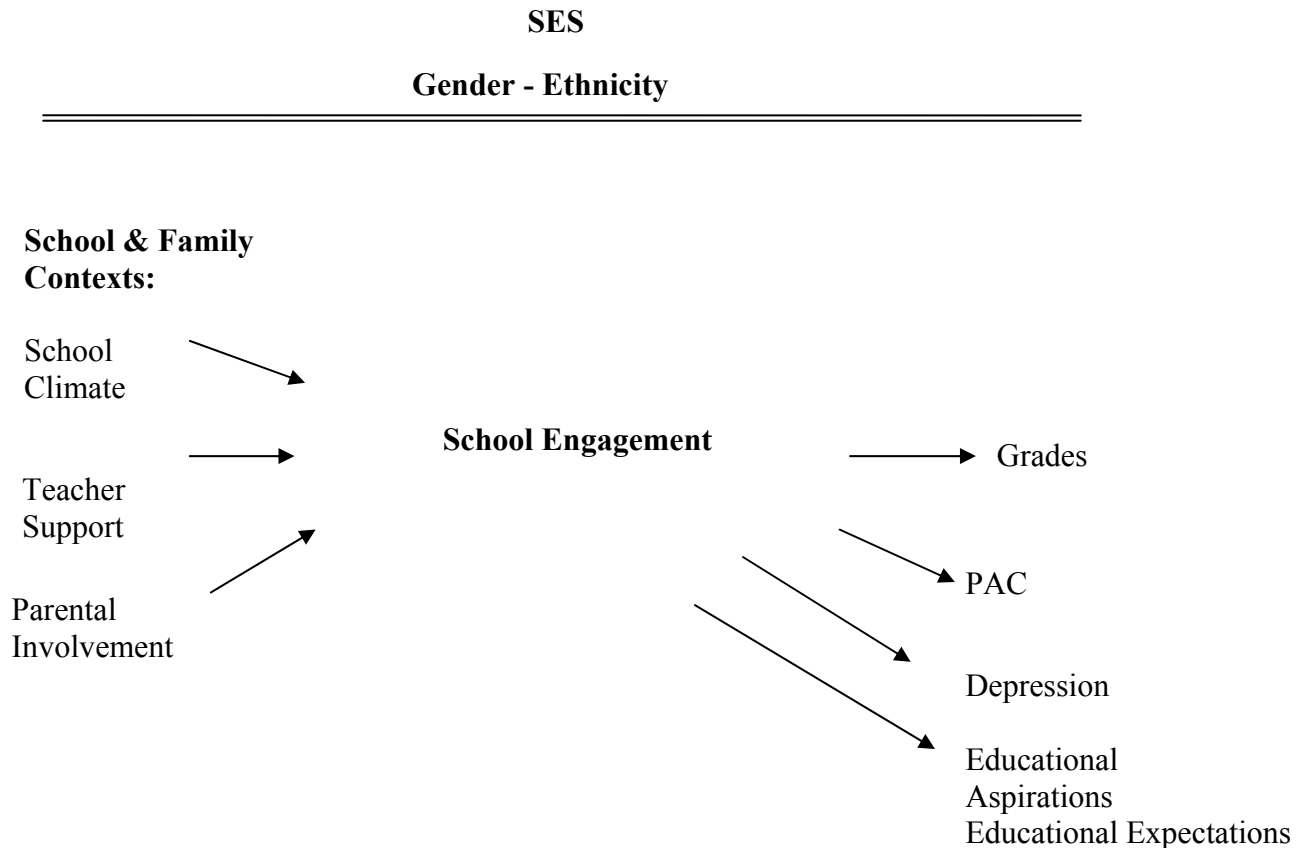 SES
Gender - Ethnicity
School & Family
Contexts:
School
Climate
Teacher
Support
Parental
Involvement
School Engagement
Grades
PAC
Depression
Educational
Aspirations
Educational Expectations